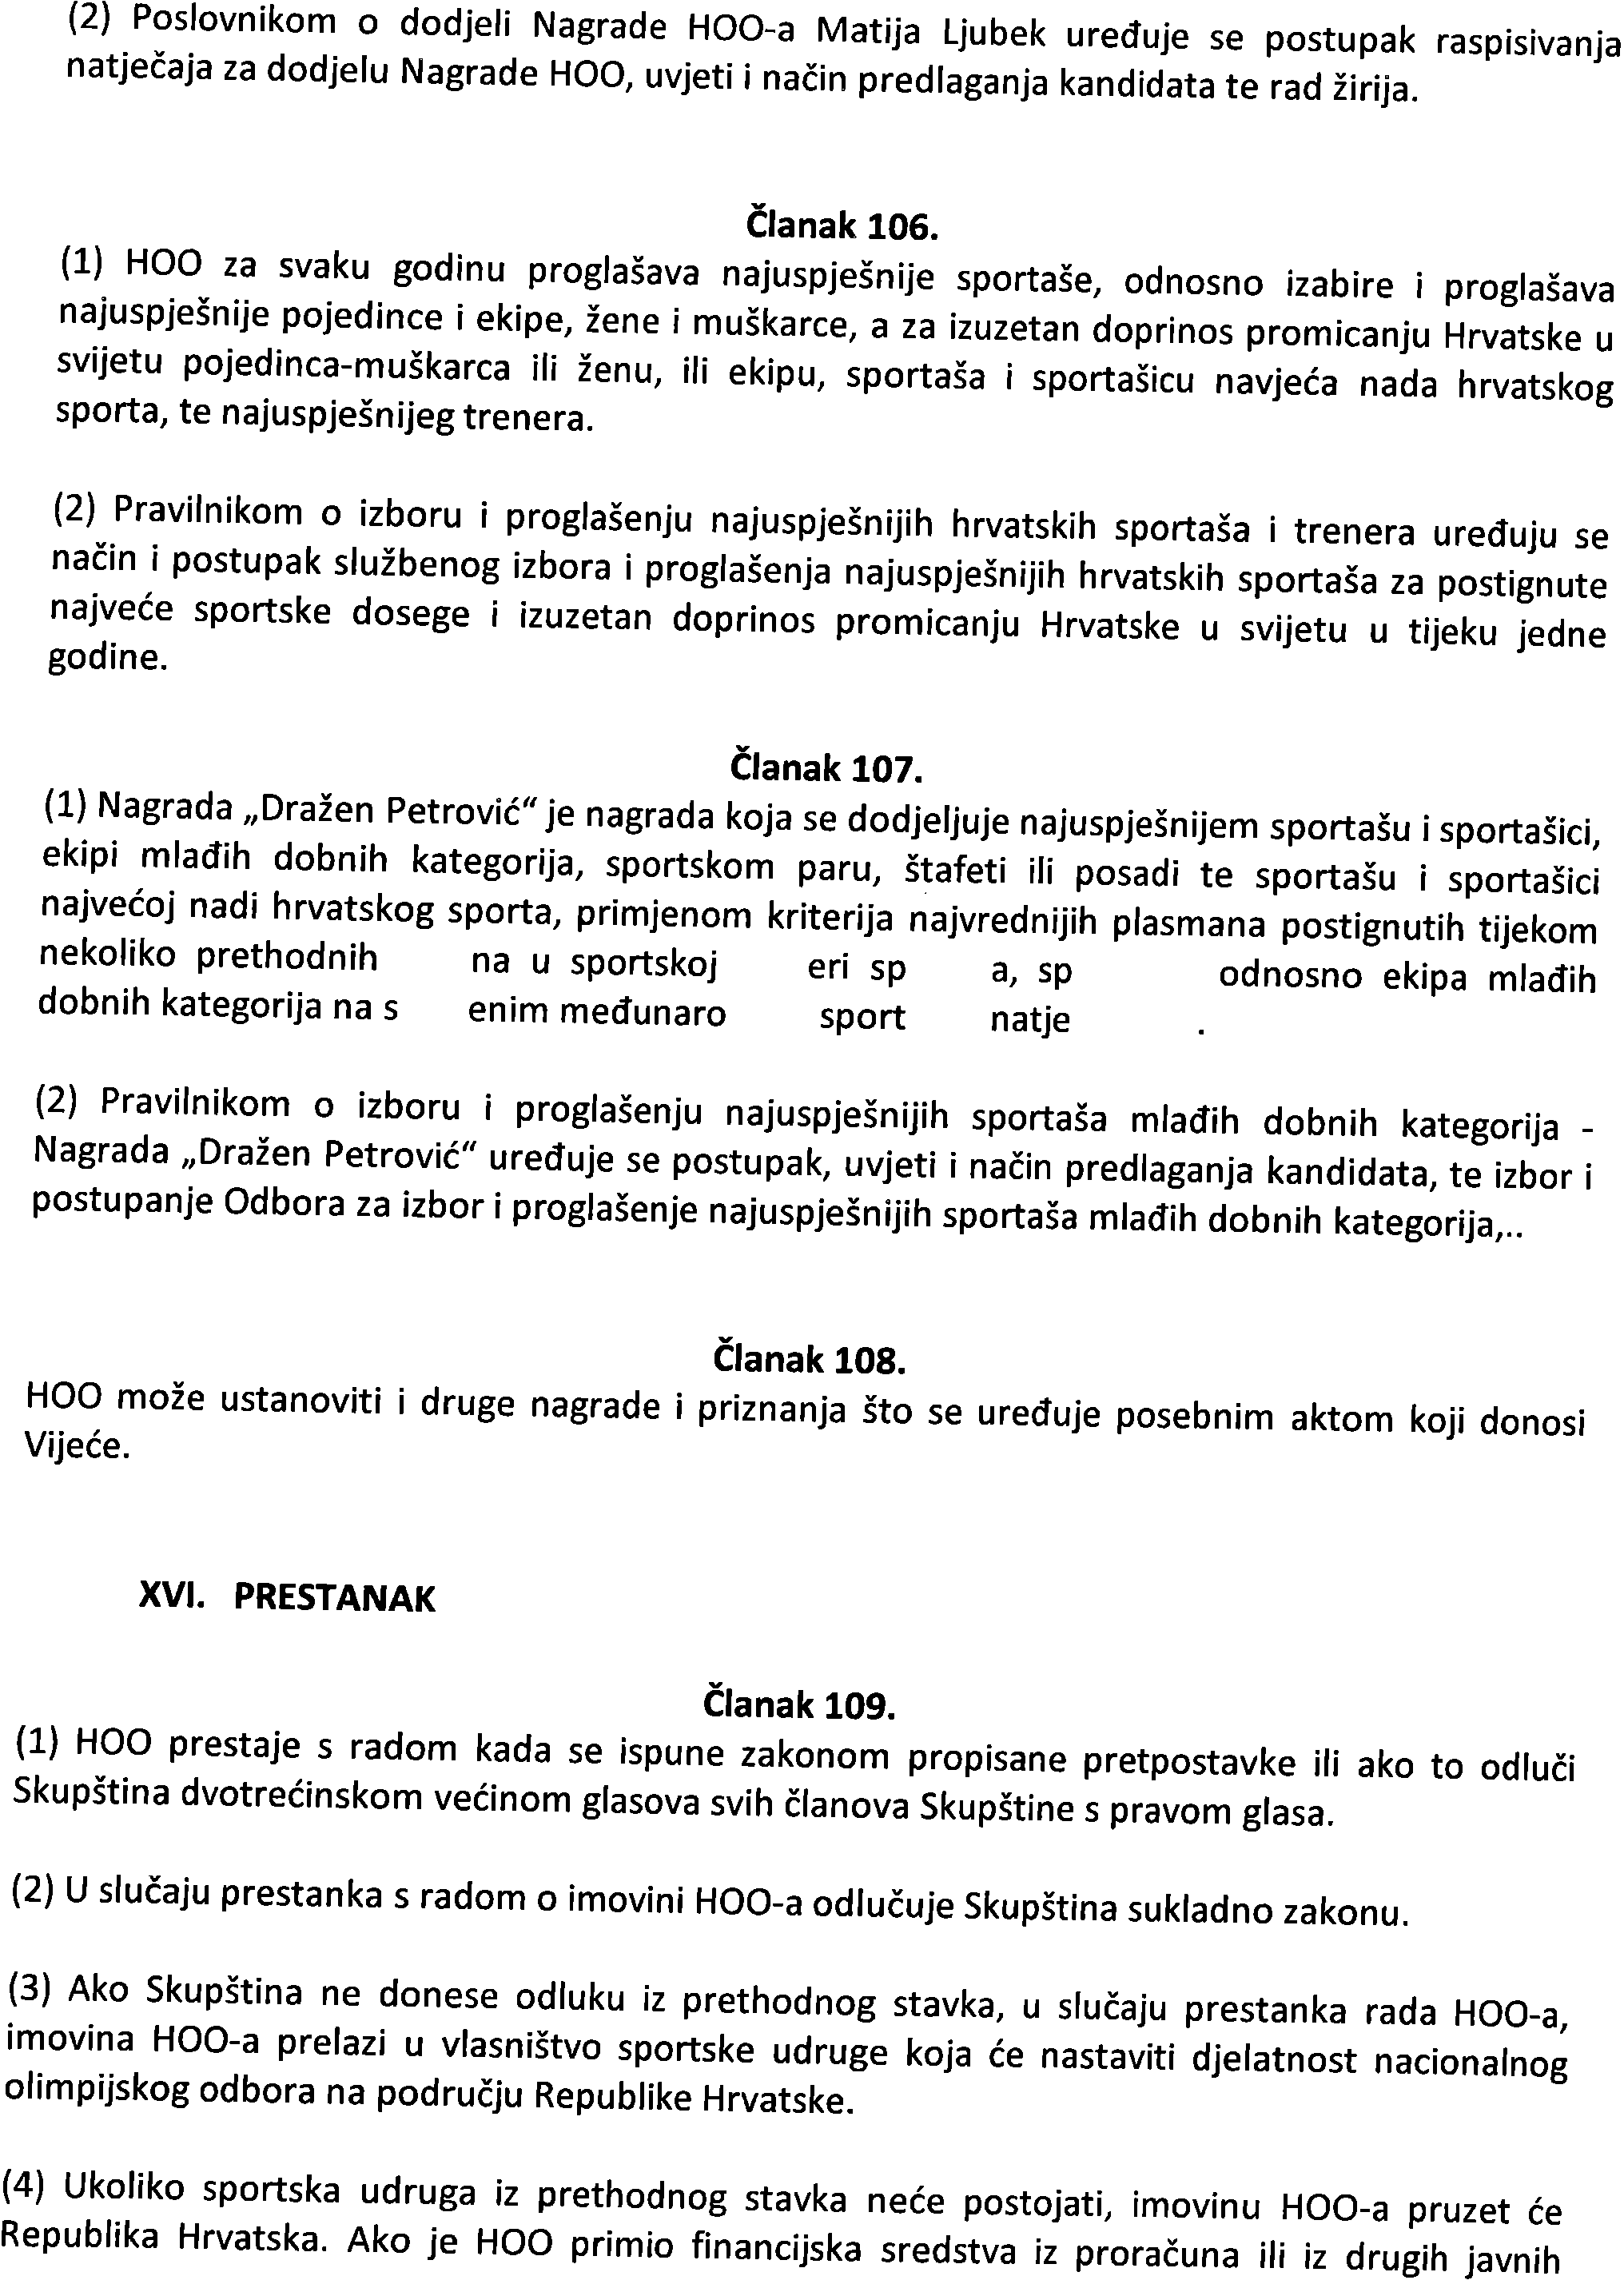 (2) Poslovnikom o dodjeli Nagrade HOO-a Matija Ljubek uređuje se postupak raspisivanja
natječaja za dodjelu Nagrade HOO, uvjeti i način predlaganja kandidata te rad žirija.
Članak 106.
(1) HOO za svaku godinu proglašava najuspješnije sportaše, odnosno izabire i proglašava
najuspješnije pojedince i ekipe, žene i muškarce, a za izuzetan doprinos promicanju Hrvatske u
svijetu pojedinca-muškarca ili ženu, ili ekipu, sportaša i sportašicu navjeća nada hrvatskog
sporta, te najuspješnijeg trenera.
(2) Pravilnikom o izboru i proglašenju najuspješnijih hrvatskih sportaša i trenera uređuju se
način i postupak službenog izbora i proglašenja najuspješnijih hrvatskih sportaša za postignute
najveće sportske dosege i izuzetan doprinos promicanju Hrvatske u svijetu u tijeku jedne
godine.
Članak 107.
(1) Nagrada „Dražen Petrović" je nagrada koja se dodjeljuje najuspješnijem sportašu i sportašici,
ekipi mlađih dobnih kategorija, sportskom paru, štafeti ili posadi te sportašu i sportašici
najvećoj nadi hrvatskog sporta, primjenom kriterija najvrednijih plasmana postignutih tijekom
nekoliko prethodnih na u sportskoj eri sp a, sp odnosno ekipa mlađih
dobnih kategorija na s enim međunaro sport natje .
(2) Pravilnikom o izboru i proglašenju najuspješnijih sportaša mlađih dobnih kategorija -
Nagrada „Dražen Petrović" uređuje se postupak, uvjeti i način predlaganja kandidata, te izbor i
postupanje Odbora za izbor i proglašenje najuspješnijih sportaša mlađih dobnih kategorija,..
Članak 108.
HOO može ustanoviti i druge nagrade i priznanja što se uređuje posebnim aktom koji donosi
Vijeće.
XVI. PRESTANAK
Članak 109.
(1) HOO prestaje s radom kada se ispune zakonom propisane pretpostavke ili ako to odluči
Skupština dvotrećinskom većinom glasova svih članova Skupštine s pravom glasa.
(2) U slučaju prestanka s radom o imovini HOO-a odlučuje Skupština sukladno zakonu.
(3) Ako Skupština ne donese odluku iz prethodnog stavka, u slučaju prestanka rada HOO-a,
imovina HOO-a prelazi u vlasništvo sportske udruge koja će nastaviti djelatnost nacionalnog
olimpijskog odbora na području Republike Hrvatske.
(4) Ukoliko sportska udruga iz prethodnog stavka neće postojati, imovinu HOO-a pruzet će
Republika Hrvatska. Ako je HOO primio financijska sredstva iz proračuna ili iz drugih javnih